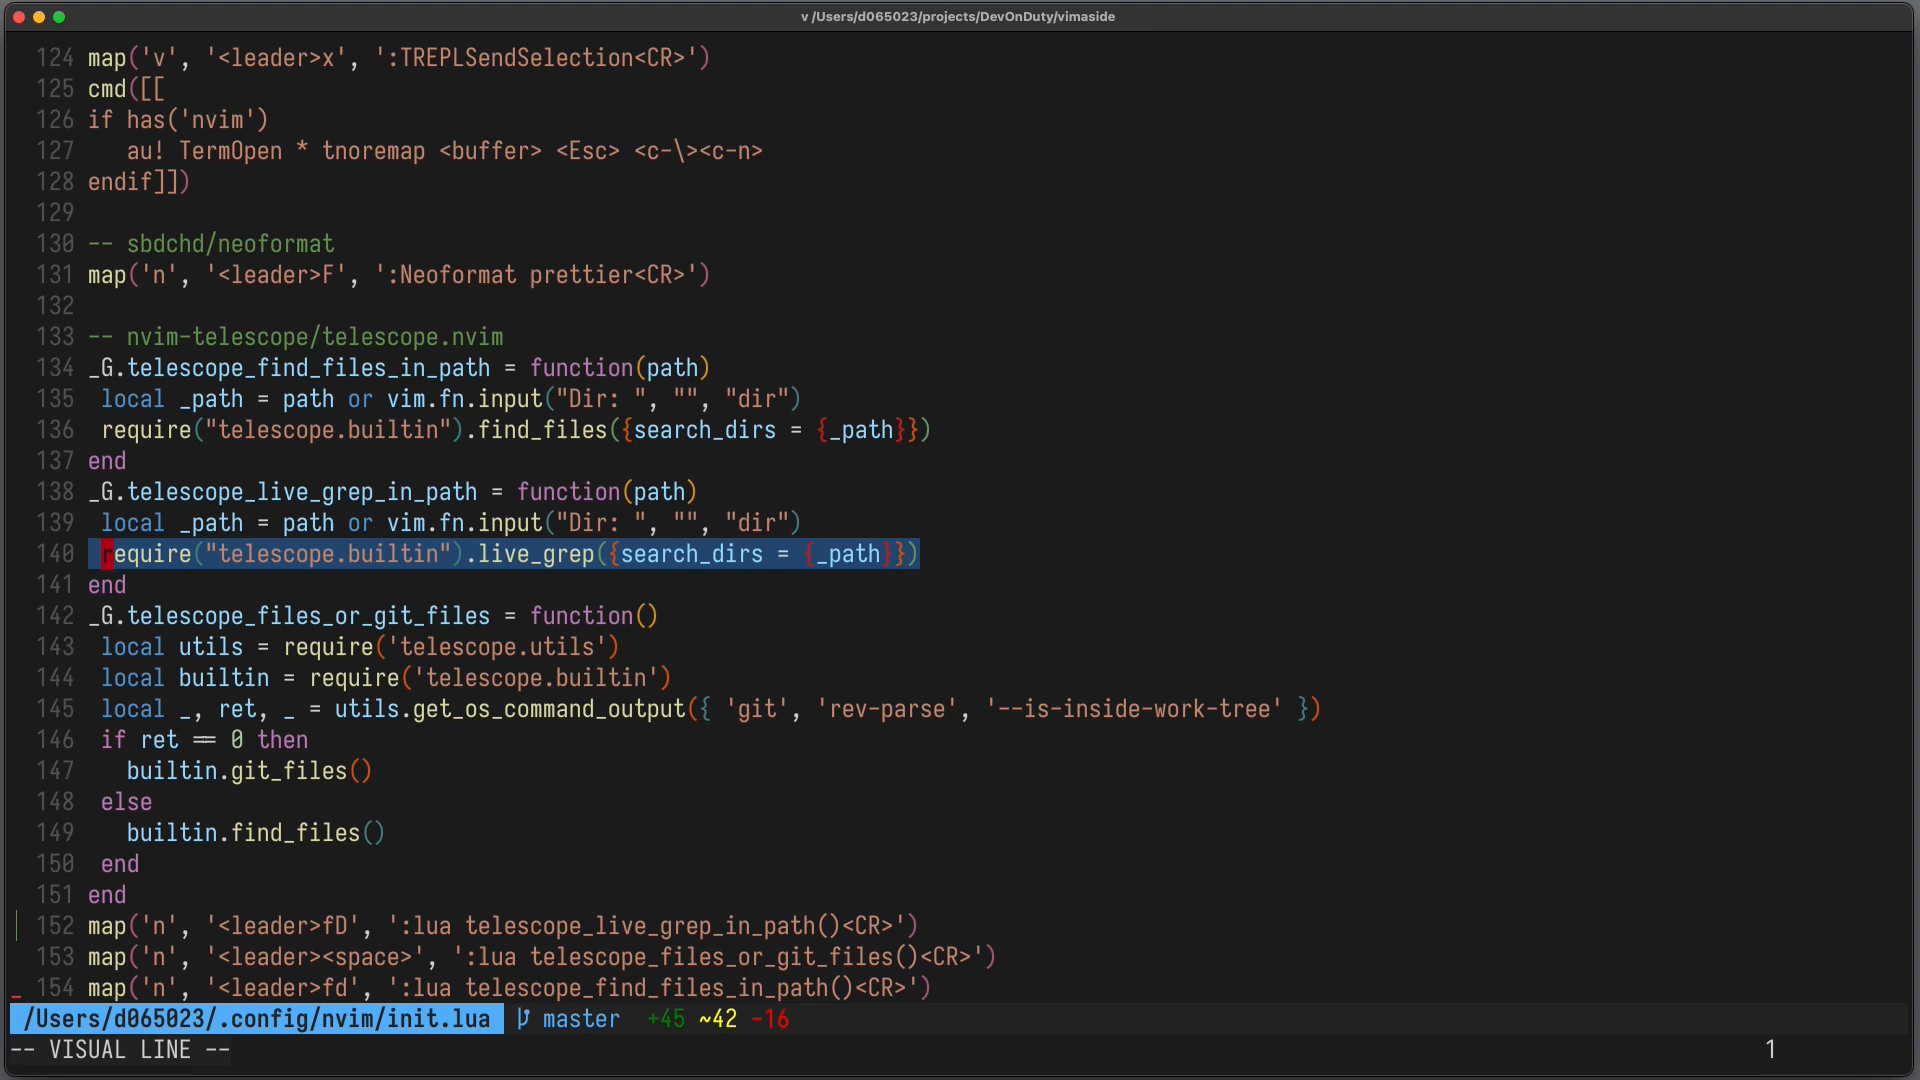 v /Users/d065023/projects/DevOnDuty/vimaside
124 map('v', '<leader>x', ':TREPLSendSelection<CR>')
125 cmd([[
126 if has('nvim')
127    au! TermOpen * tnoremap <buffer> <Esc> <c-\><c-n>
128 endif]])
129
130 -- sbdchd/neoformat
131 map('n', '<leader>F', ':Neoformat prettier<CR>')
132
133 -- nvim-telescope/telescope.nvim
134 _G.telescope_find_files_in_path = function(path)
135  local _path = path or vim.fn.input("Dir: ", "", "dir")
136  require("telescope.builtin").find_files({search_dirs = {_path}})
137 end
138 _G.telescope_live_grep_in_path = function(path)
139  local _path = path or vim.fn.input("Dir: ", "", "dir")
140  require("telescope.builtin").live_grep({search_dirs = {_path}})
141 end
142 _G.telescope_files_or_git_files = function()
143  local utils = require('telescope.utils')
144  local builtin = require('telescope.builtin')
145  local _, ret, _ = utils.get_os_command_output({ 'git', 'rev-parse', '--is-inside-work-tree' })
146  if ret == 0 then
147    builtin.git_files()
148  else
149    builtin.find_files()
150  end
151 end
152 map('n', '<leader>fD', ':lua telescope_live_grep_in_path()<CR>')
153 map('n', '<leader><space>', ':lua telescope_files_or_git_files()<CR>')
_ 154 map('n', '<leader>fd', ':lua telescope_find_files_in_path()<CR>')
/Users/d065023/.config/nvim/init.lua master +45 ~42 -16
-- VISUAL LINE -- 1